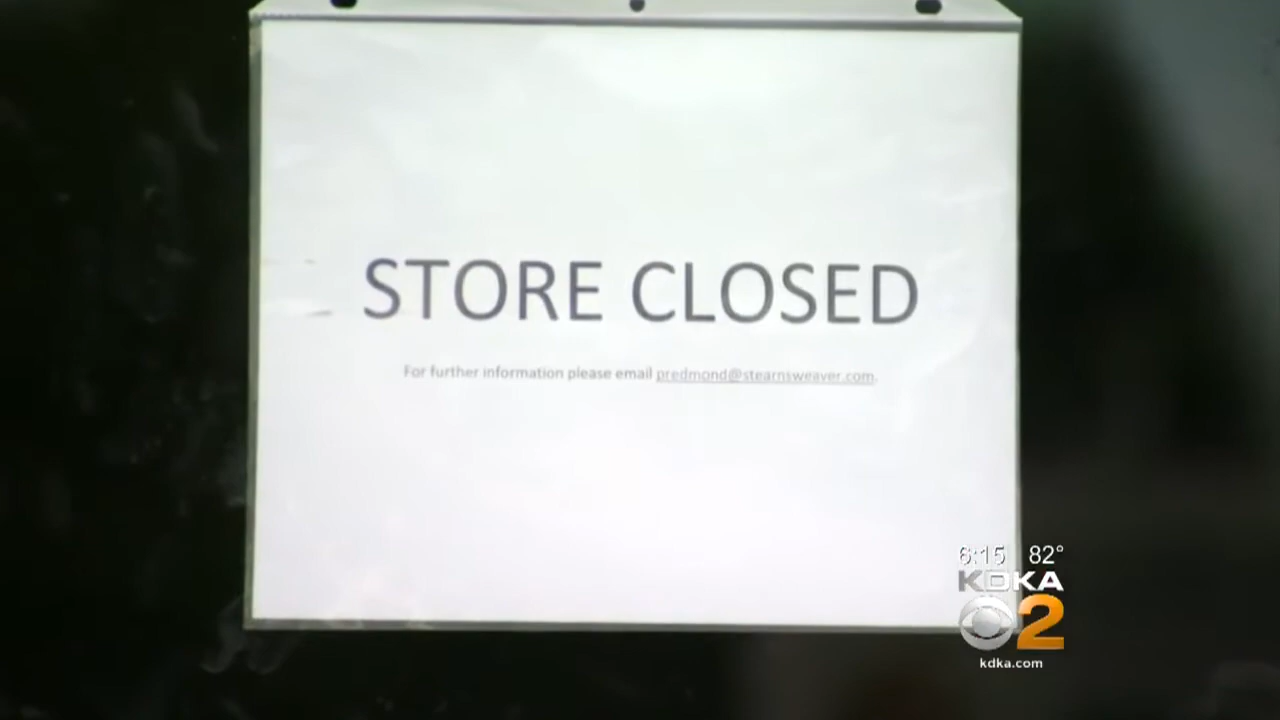 STORE CLOSED
For further information please email predmond@stearnsweaver.com.
6:15 82°
KDKA
2
kdka.com